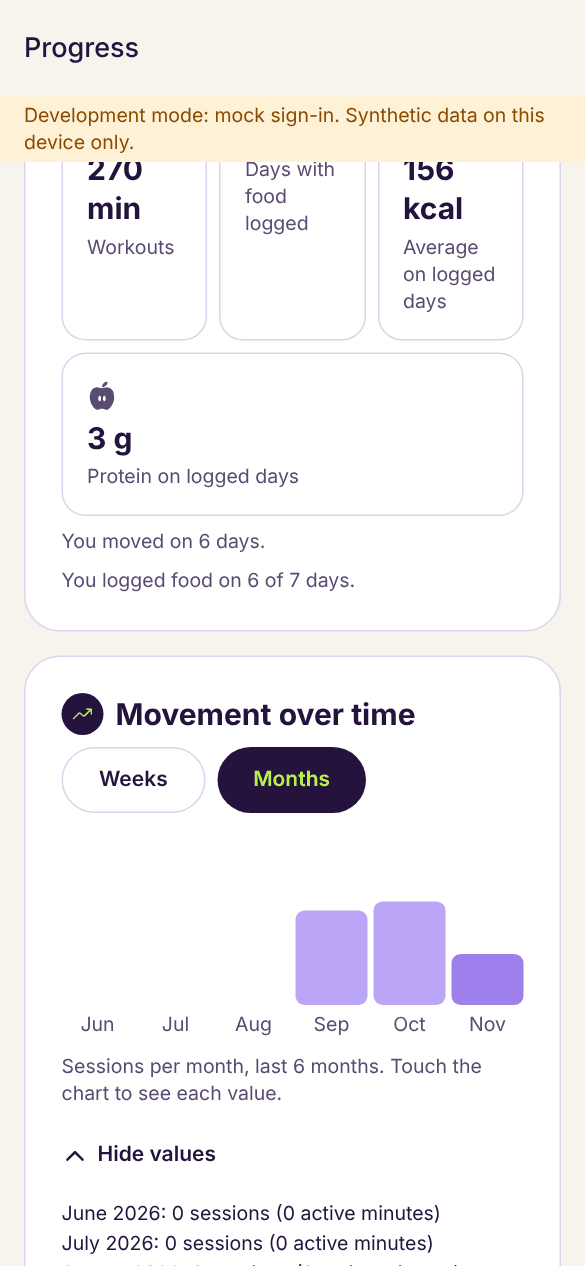 Progress
Development mode: mock sign-in. Synthetic data on this
device only.
270
min
Workouts
Days with
food
logged
156
kcal
Average
on logged
days
3 g
Protein on logged days
You moved on 6 days.
You logged food on 6 of 7 days.
Movement over time
Weeks
Months
Jun
Jul
Aug
Sep
Oct
Nov
Sessions per month, last 6 months. Touch the
chart to see each value.
Hide values
June 2026: 0 sessions (0 active minutes)
July 2026: 0 sessions (0 active minutes)